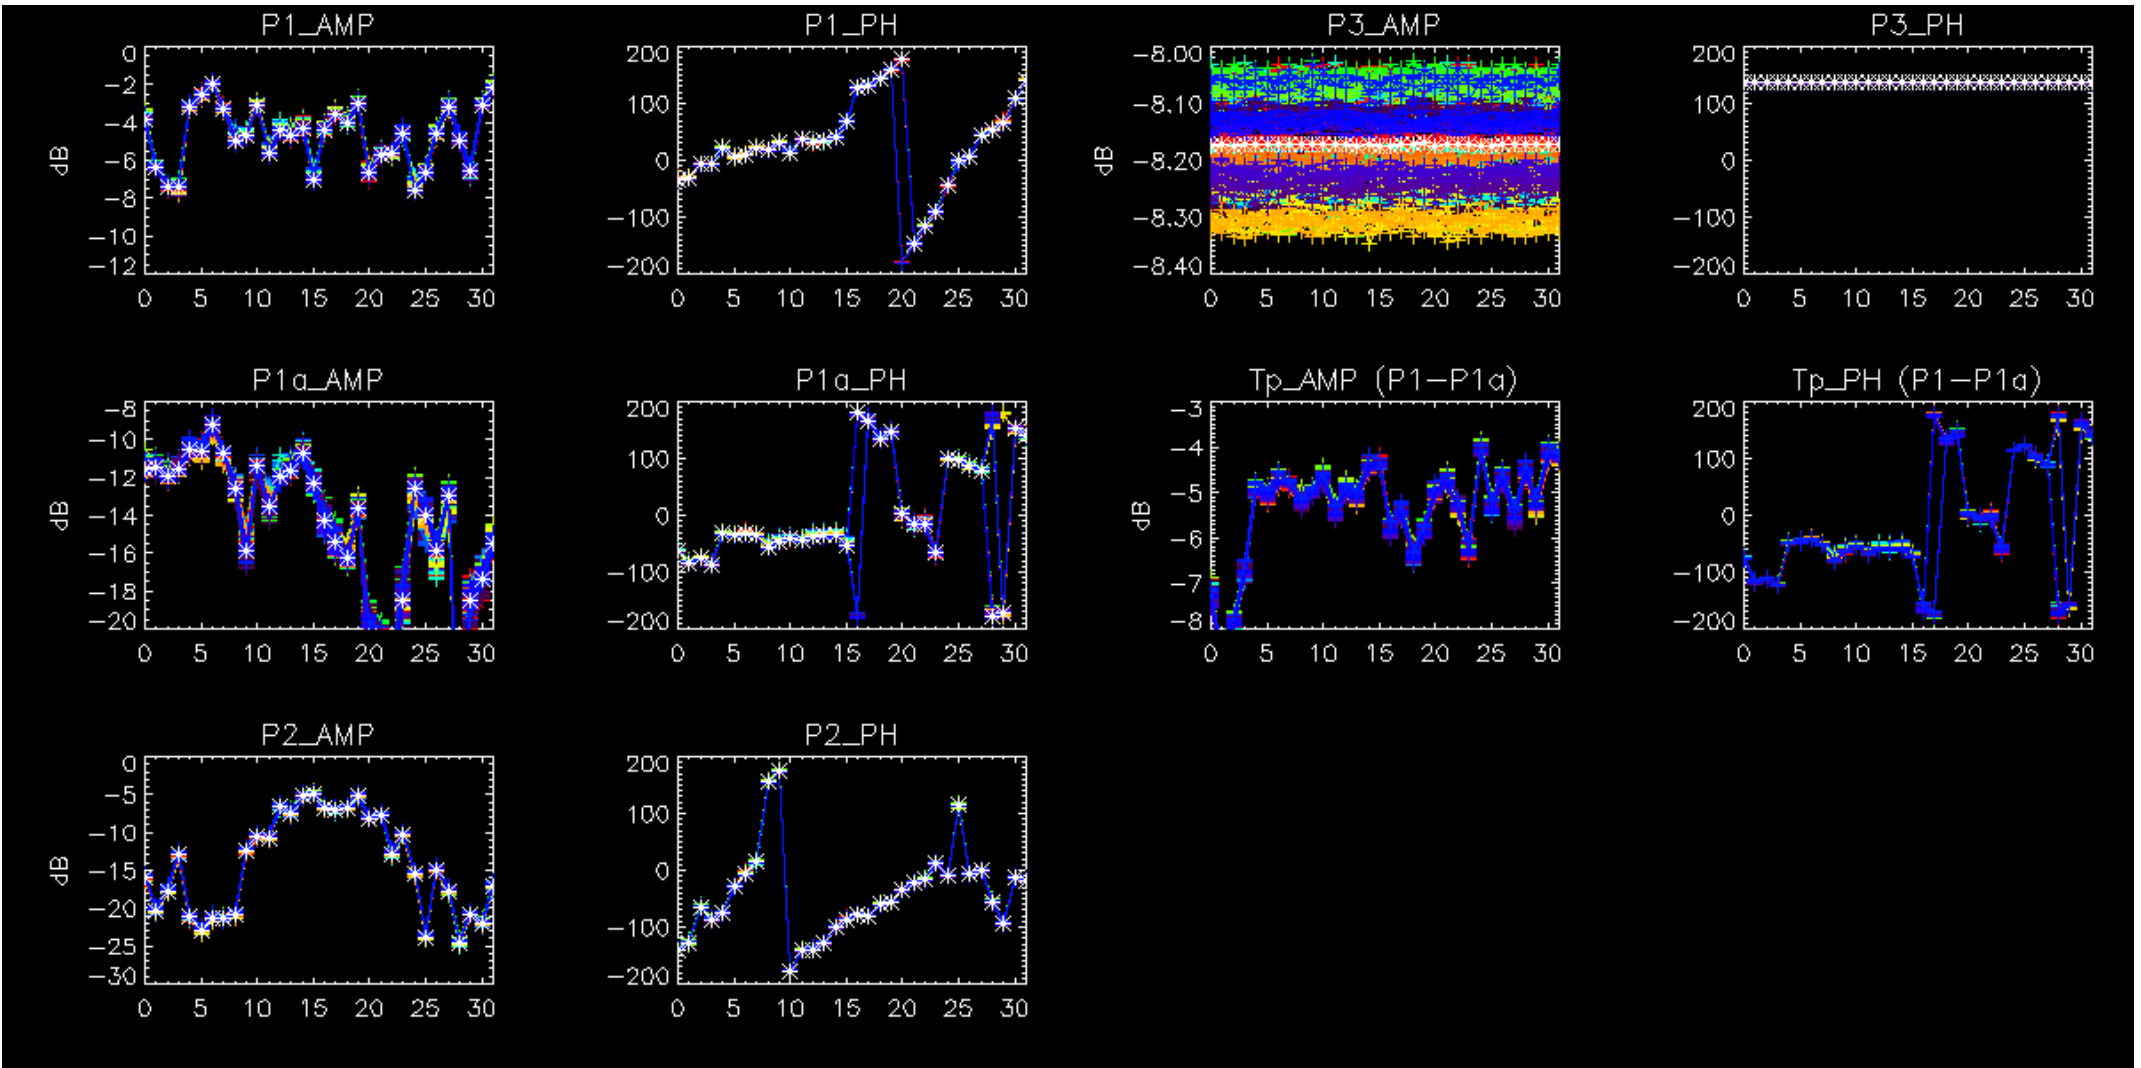 P1_AMP
P1_PH
P3_AMP
P3_PH
0
-2
-4
-6
-8
-10
-12
dB
0 5 10 15 20 25 30
200
100
0
-100
-200
0 5 10 15 20 25 30
-8.00
-8.10
-8.20
-8.30
-8.40
dB
0 5 10 15 20 25 30
200
100
0
-100
-200
0 5 10 15 20 25 30
P1a_AMP
P1a_PH
Tp_AMP (P1-P1a)
Tp_PH (P1-P1a)
-8
-10
-12
-14
-16
-18
-20
dB
0 5 10 15 20 25 30
200
100
0
-100
-200
0 5 10 15 20 25 30
-3
-4
-5
-6
-7
-8
dB
0 5 10 15 20 25 30
200
100
0
-100
-200
0 5 10 15 20 25 30
P2_AMP
P2_PH
0
-5
-10
-15
-20
-25
-30
dB
0 5 10 15 20 25 30
200
100
0
-100
-200
0 5 10 15 20 25 30